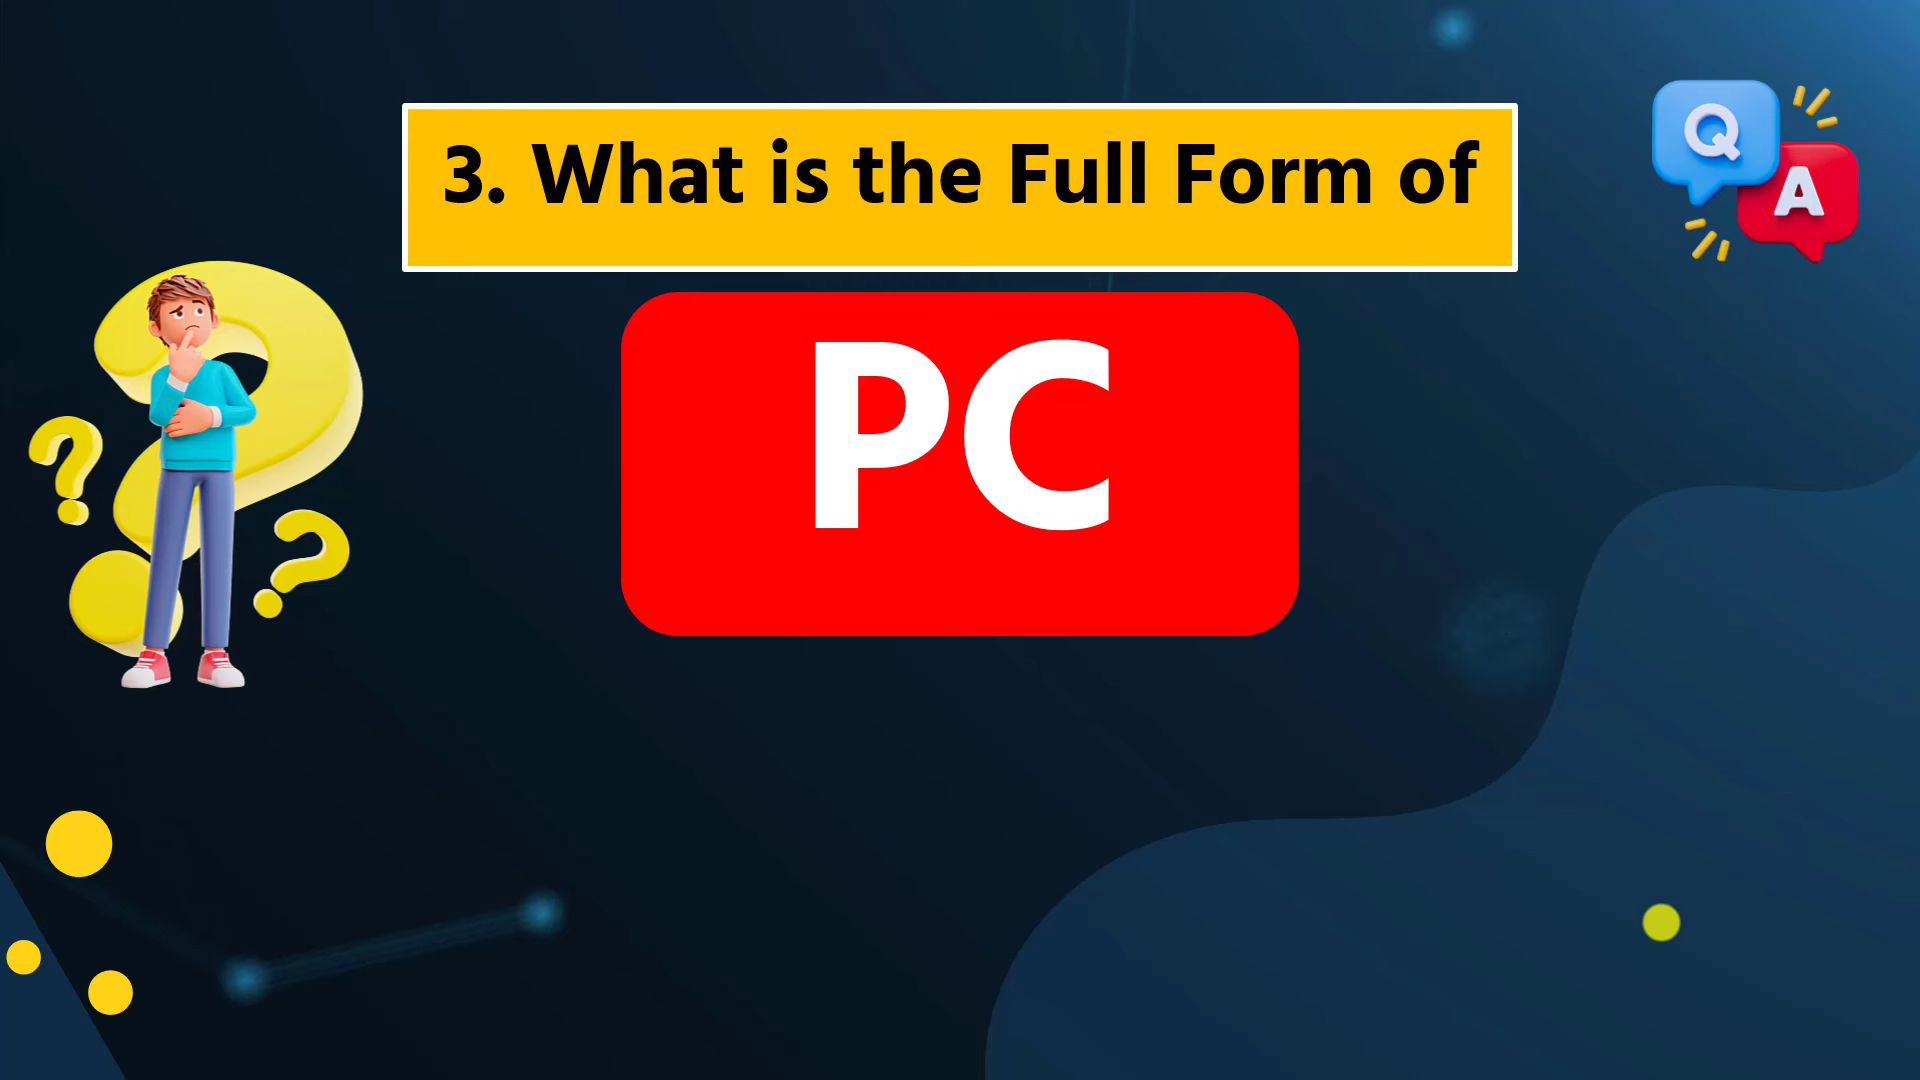 3. What is the Full Form of
Q
A
PC